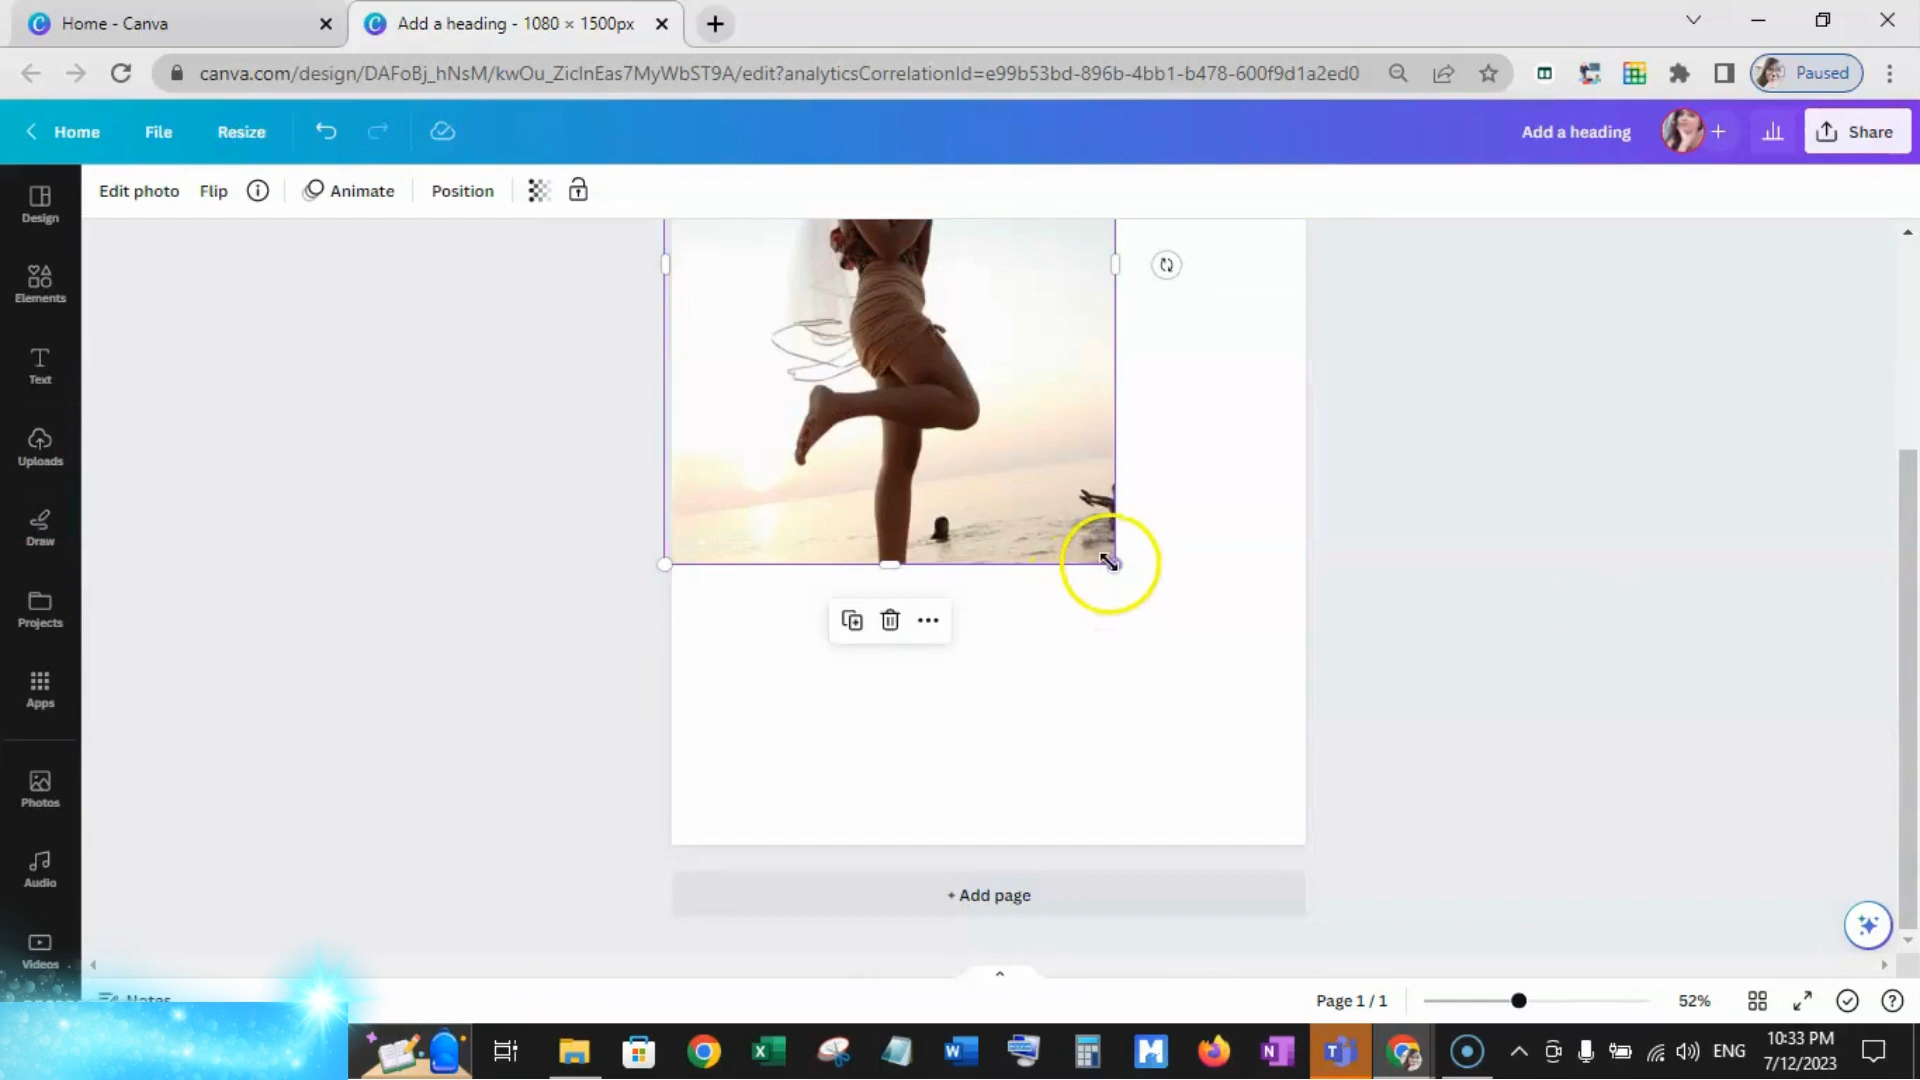 Home - Canva
Add a heading - 1080 × 1500px
canva.com/design/DAFoBj_hNsM/kwOu_ZicInEas7MyWbST9A/edit?analyticsCorrelationId=e99b53bd-896b-4bb1-b478-600f9d1a2ed0
Paused
Home
File
Resize
Add a heading
Share
Edit photo
Flip
Animate
Position
Design
Elements
Text
Uploads
Draw
Projects
Apps
Photos
Audio
Videos
+ Add page
Notes
Page 1 / 1
52%
ENG
10:33 PM
7/12/2023